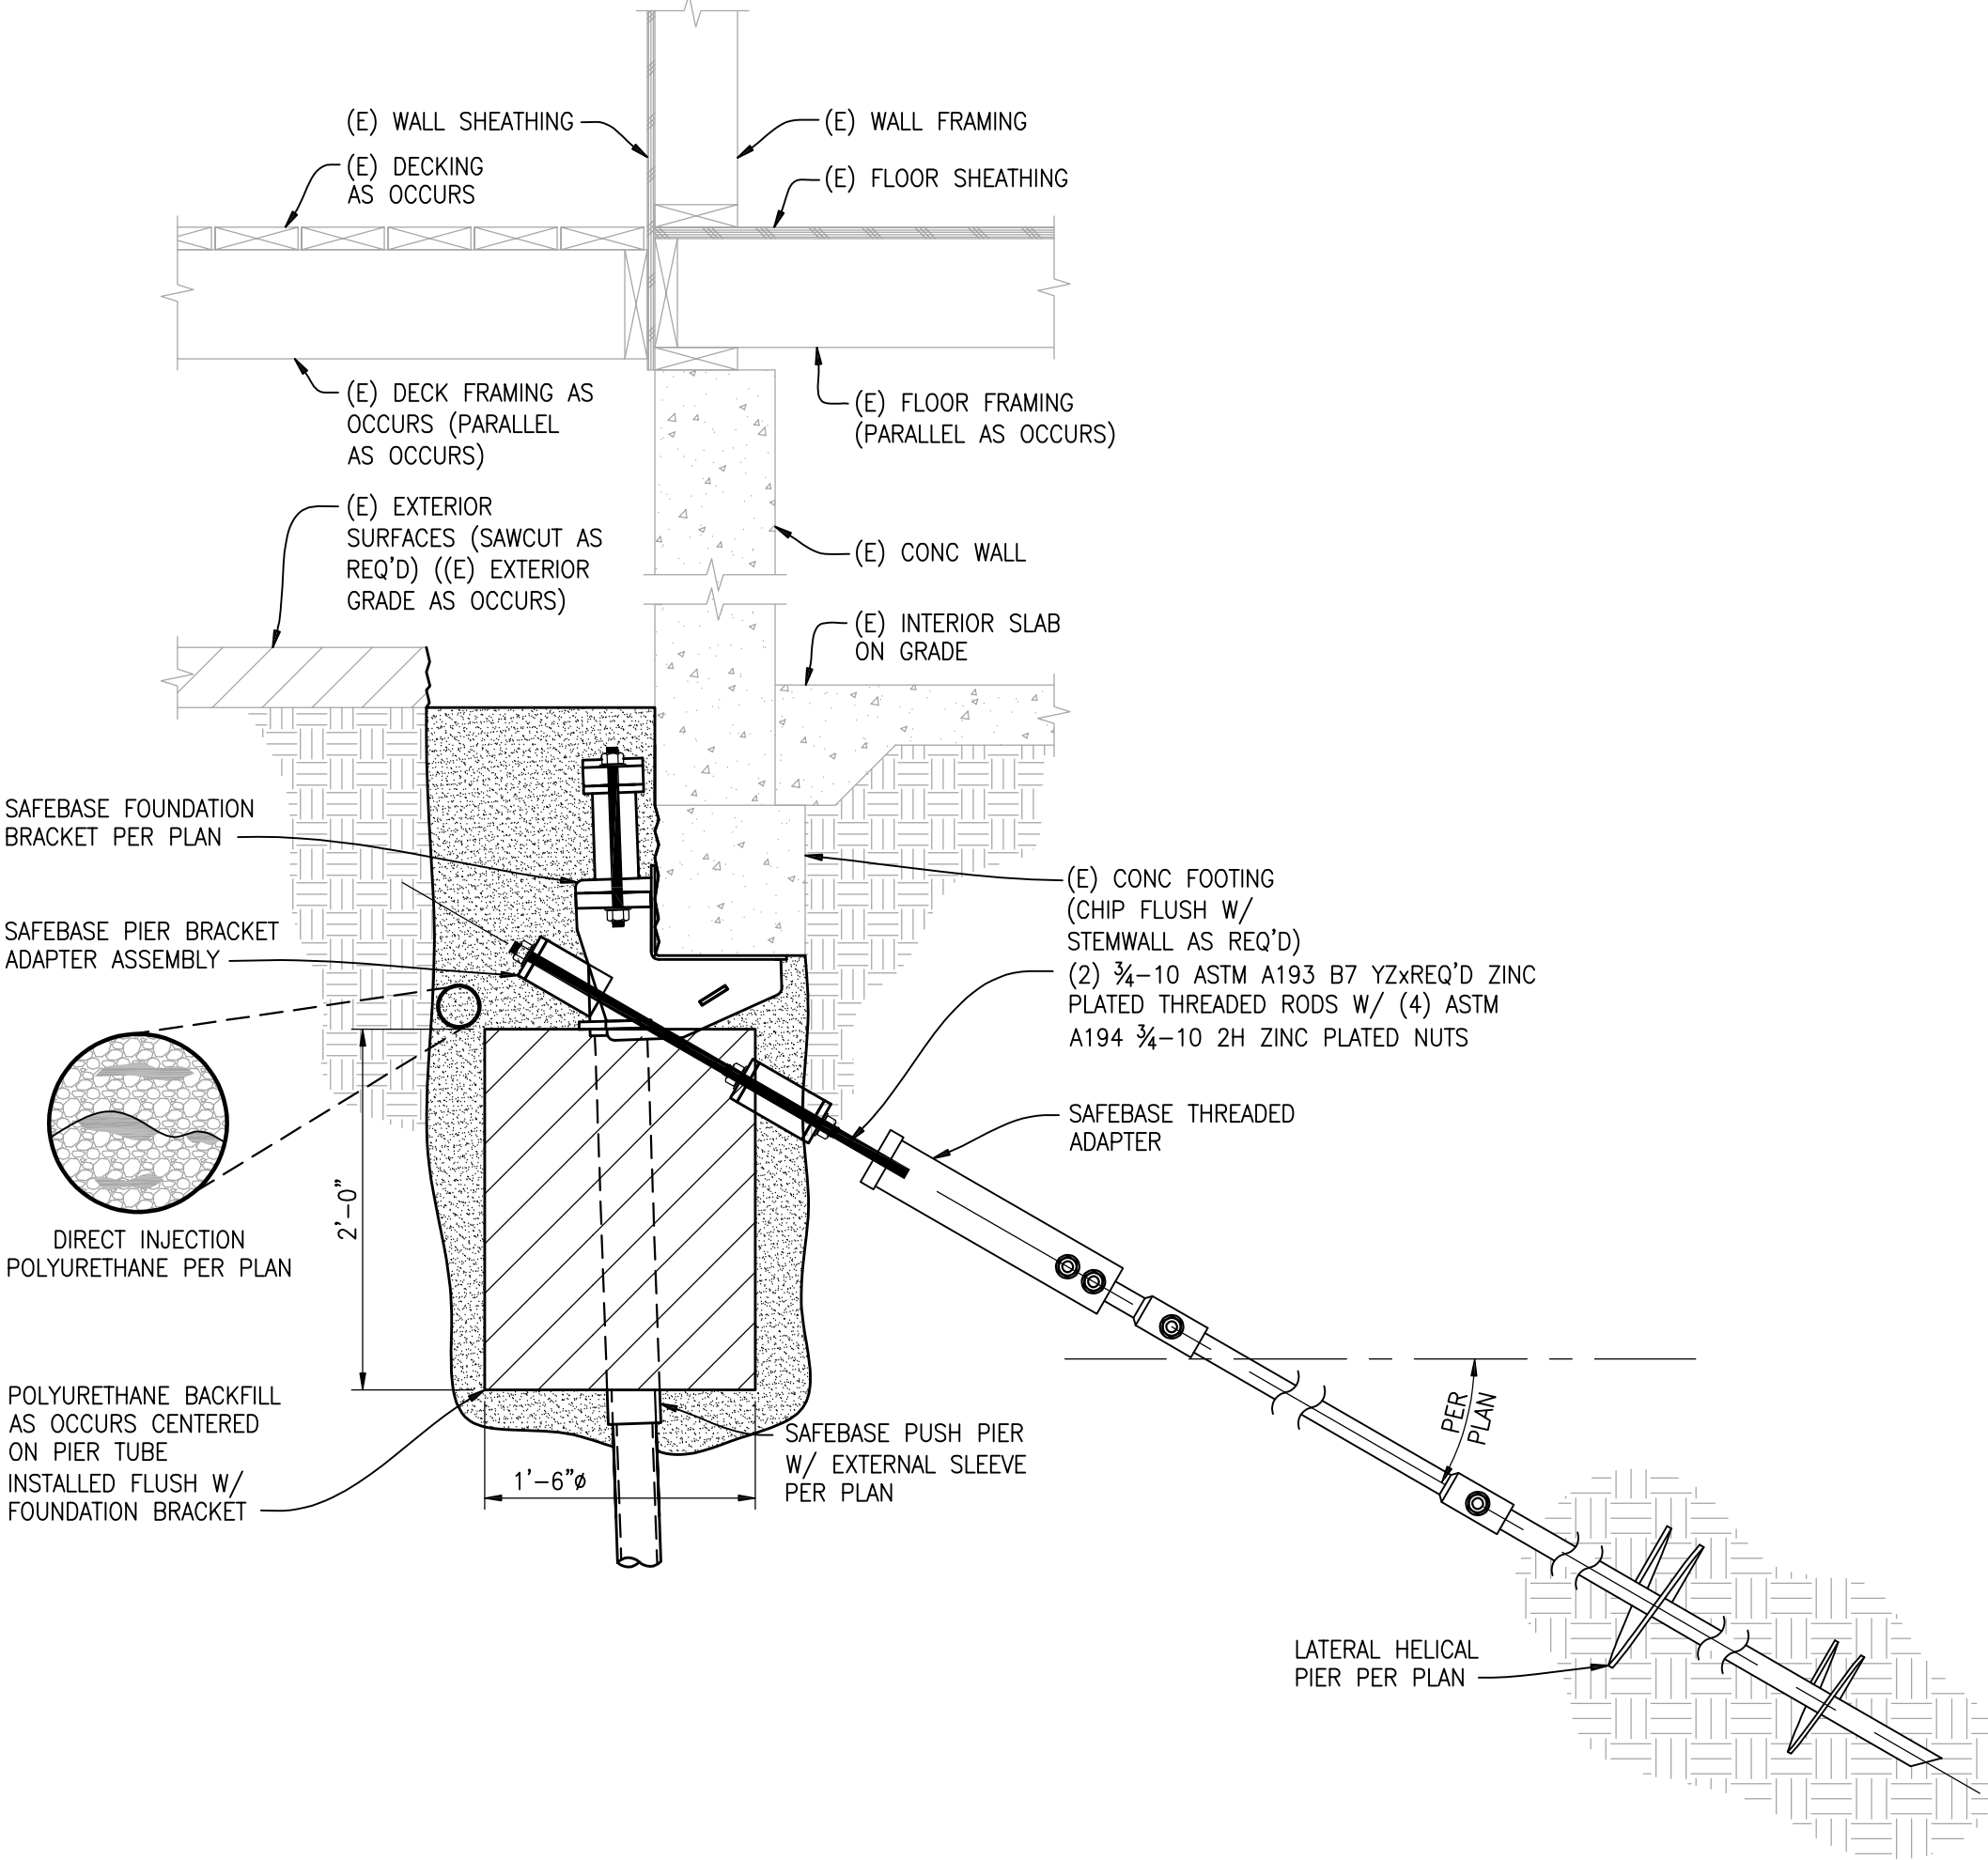 (E) WALL SHEATHING
(E) DECKING
AS OCCURS
(E) WALL FRAMING
(E) FLOOR SHEATHING
(E) DECK FRAMING AS
OCCURS (PARALLEL
AS OCCURS)
(E) FLOOR FRAMING
(PARALLEL AS OCCURS)
(E) EXTERIOR
SURFACES (SAWCUT AS
REQ'D) ((E) EXTERIOR
GRADE AS OCCURS)
(E) CONC WALL
(E) INTERIOR SLAB
ON GRADE
SAFEBASE FOUNDATION
BRACKET PER PLAN
SAFEBASE PIER BRACKET
ADAPTER ASSEMBLY
(E) CONC FOOTING
(CHIP FLUSH W/
STEMWALL AS REQ'D)
(2) ¾-10 ASTM A193 B7 YZxREQ'D ZINC
PLATED THREADED RODS W/ (4) ASTM
A194 ¾-10 2H ZINC PLATED NUTS
SAFEBASE THREADED
ADAPTER
2'-0"
DIRECT INJECTION
POLYURETHANE PER PLAN
POLYURETHANE BACKFILL
AS OCCURS CENTERED
ON PIER TUBE
INSTALLED FLUSH W/
FOUNDATION BRACKET
1'-6"ø
SAFEBASE PUSH PIER
W/ EXTERNAL SLEEVE
PER PLAN
PER
PLAN
LATERAL HELICAL
PIER PER PLAN